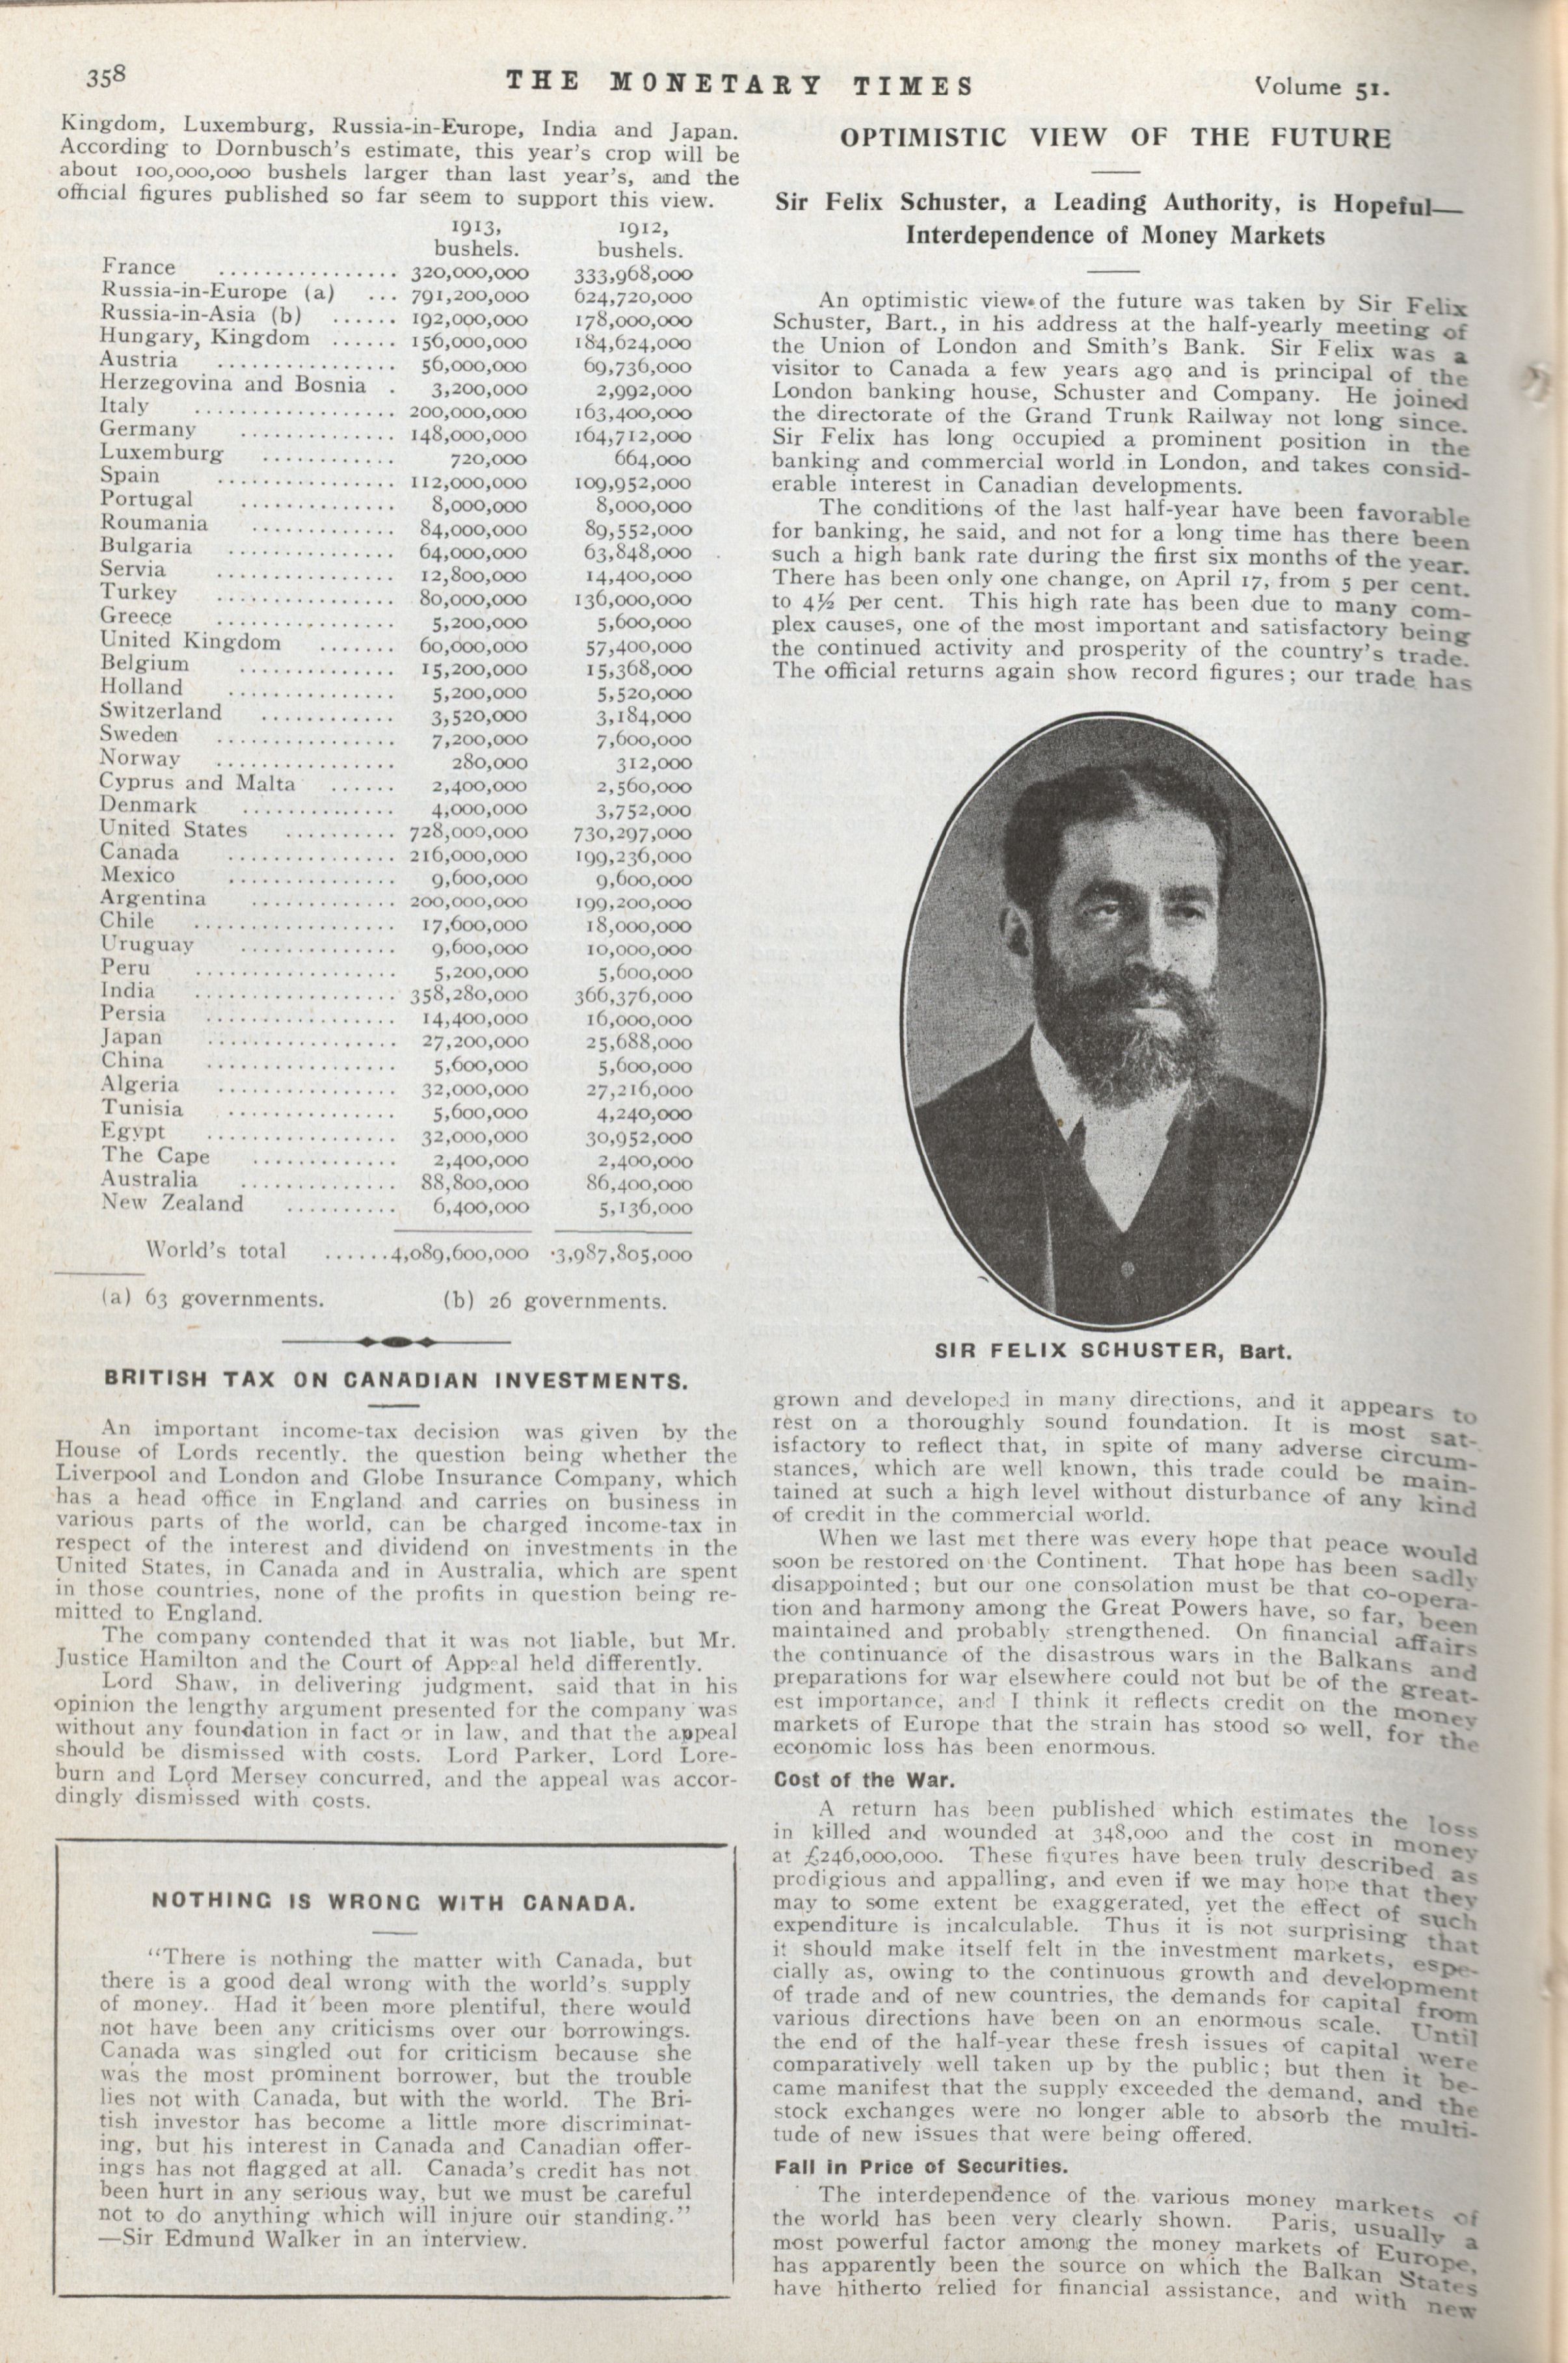 358
THE MONETARY TIMES
Volume 51.
Kingdom, Luxemburg, Russia-in-Europe, India and Japan.
According to Dornbusch's estimate, this year's crop will be
about 100,000,000 bushels larger than last year's, and the
official figures published so far seem to support this view.
1913, 1912,
bushels. bushels.
France ................ 320,000,000 333,968,000
Russia-in-Europe (a) ... 791,200,000 624,720,000
Russia-in-Asia (b) ...... 192,000,000 178,000,000
Hungary, Kingdom ...... 156,000,000 184,624,000
Austria ................ 56,000,000 69,736,000
Herzegovina and Bosnia . 3,200,000 2,992,000
Italy .................. 200,000,000 163,400,000
Germany .............. 148,000,000 164,712,000
Luxemburg ............ 720,000 664,000
Spain ................ 112,000,000 109,952,000
Portugal .............. 8,000,000 8,000,000
Roumania ............. 84,000,000 89,552,000
Bulgaria ............... 64,000,000 63,848,000
Servia ................ 12,800,000 14,400,000
Turkey ................ 80,000,000 136,000,000
Greece ................ 5,200,000 5,600,000
United Kingdom ....... 60,000,000 57,400,000
Belgium .............. 15,200,000 15,368,000
Holland ............... 5,200,000 5,520,000
Switzerland ............ 3,520,000 3,184,000
Sweden ................ 7,200,000 7,600,000
Norway ................ 280,000 312,000
Cyprus and Malta ...... 2,400,000 2,560,000
Denmark .............. 4,000,000 3,752,000
United States .......... 728,000,000 730,297,000
Canada ............... 216,000,000 199,236,000
Mexico ............... 9,600,000 9,600,000
Argentina ............. 200,000,000 199,200,000
Chile .................. 17,600,000 18,000,000
Uruguay .............. 9,600,000 10,000,000
Peru .................. 5,200,000 5,600,000
India .................. 358,280,000 366,376,000
Persia ................. 14,400,000 16,000,000
Japan ................. 27,200,000 25,688,000
China ................. 5,600,000 5,600,000
Algeria ................ 32,000,000 27,216,000
Tunisia ............... 5,600,000 4,240,000
Egypt ................. 32,000,000 30,952,000
The Cape ............. 2,400,000 2,400,000
Australia .............. 88,800,000 86,400,000
New Zealand .......... 6,400,000 5,136,000
World's total ......4,089,600,000 3,987,805,000
(a) 63 governments. (b) 26 governments.
BRITISH TAX ON CANADIAN INVESTMENTS.
An important income-tax decision was given by the
House of Lords recently, the question being whether the
Liverpool and London and Globe Insurance Company, which
has a head office in England and carries on business in
various parts of the world, can be charged income-tax in
respect of the interest and dividend on investments in the
United States, in Canada and in Australia, which are spent
in those countries, none of the profits in question being re-
mitted to England.
The company contended that it was not liable, but Mr.
Justice Hamilton and the Court of Appeal held differently.
Lord Shaw, in delivering judgment, said that in his
opinion the lengthy argument presented for the company was
without any foundation in fact or in law, and that the appeal
should be dismissed with costs. Lord Parker, Lord Lore-
burn and Lord Mersey concurred, and the appeal was accor-
dingly dismissed with costs.
NOTHING IS WRONG WITH CANADA.
"There is nothing the matter with Canada, but
there is a good deal wrong with the world's supply
of money. Had it been more plentiful, there would
not have been any criticisms over our borrowings.
Canada was singled out for criticism because she
was the most prominent borrower, but the trouble
lies not with Canada, but with the world. The Bri-
tish investor has become a little more discriminat-
ing, but his interest in Canada and Canadian offer-
ings has not flagged at all. Canada's credit has not
been hurt in any serious way, but we must be careful
not to do anything which will injure our standing."
—Sir Edmund Walker in an interview.
OPTIMISTIC VIEW OF THE FUTURE
Sir Felix Schuster, a Leading Authority, is Hopeful—
Interdependence of Money Markets
An optimistic view of the future was taken by Sir Felix
Schuster, Bart., in his address at the half-yearly meeting of
the Union of London and Smith's Bank. Sir Felix was a
visitor to Canada a few years ago and is principal of the
London banking house, Schuster and Company. He joined
the directorate of the Grand Trunk Railway not long since.
Sir Felix has long occupied a prominent position in the
banking and commercial world in London, and takes consid-
erable interest in Canadian developments.
The conditions of the last half-year have been favorable
for banking, he said, and not for a long time has there been
such a high bank rate during the first six months of the year.
There has been only one change, on April 17, from 5 per cent.
to 4½ per cent. This high rate has been due to many com-
plex causes, one of the most important and satisfactory being
the continued activity and prosperity of the country's trade.
The official returns again show record figures; our trade has
SIR FELIX SCHUSTER, Bart.
grown and developed in many directions, and it appears to
rest on a thoroughly sound foundation. It is most sat-
isfactory to reflect that, in spite of many adverse circum-
stances, which are well known, this trade could be main-
tained at such a high level without disturbance of any kind
of credit in the commercial world.
When we last met there was every hope that peace would
soon be restored on the Continent. That hope has been sadly
disappointed; but our one consolation must be that co-opera-
tion and harmony among the Great Powers have, so far, been
maintained and probably strengthened. On financial affairs
the continuance of the disastrous wars in the Balkans and
preparations for war elsewhere could not but be of the great-
est importance, and I think it reflects credit on the money
markets of Europe that the strain has stood so well, for the
economic loss has been enormous.
Cost of the War.
A return has been published which estimates the loss
in killed and wounded at 348,000 and the cost in money
at £246,000,000. These figures have been truly described as
prodigious and appalling, and even if we may hope that they
may to some extent be exaggerated, yet the effect of such
expenditure is incalculable. Thus it is not surprising that
it should make itself felt in the investment markets, espe-
cially as, owing to the continuous growth and development
of trade and of new countries, the demands for capital from
various directions have been on an enormous scale. Until
the end of the half-year these fresh issues of capital were
comparatively well taken up by the public; but then it be-
came manifest that the supply exceeded the demand, and the
stock exchanges were no longer able to absorb the multi-
tude of new issues that were being offered.
Fall in Price of Securities.
The interdependence of the various money markets of
the world has been very clearly shown. Paris, usually a
most powerful factor among the money markets of Europe,
has apparently been the source on which the Balkan States
have hitherto relied for financial assistance, and with new